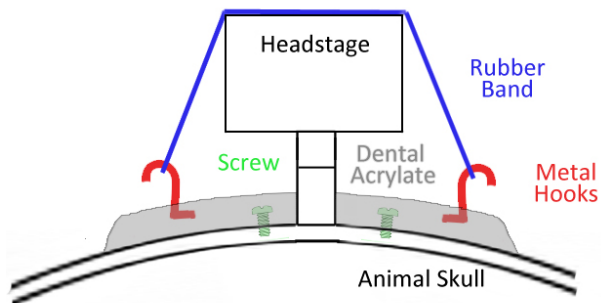 Headstage
Rubber
Band
Screw
Dental
Acrylate
Metal
Hooks
Animal Skull